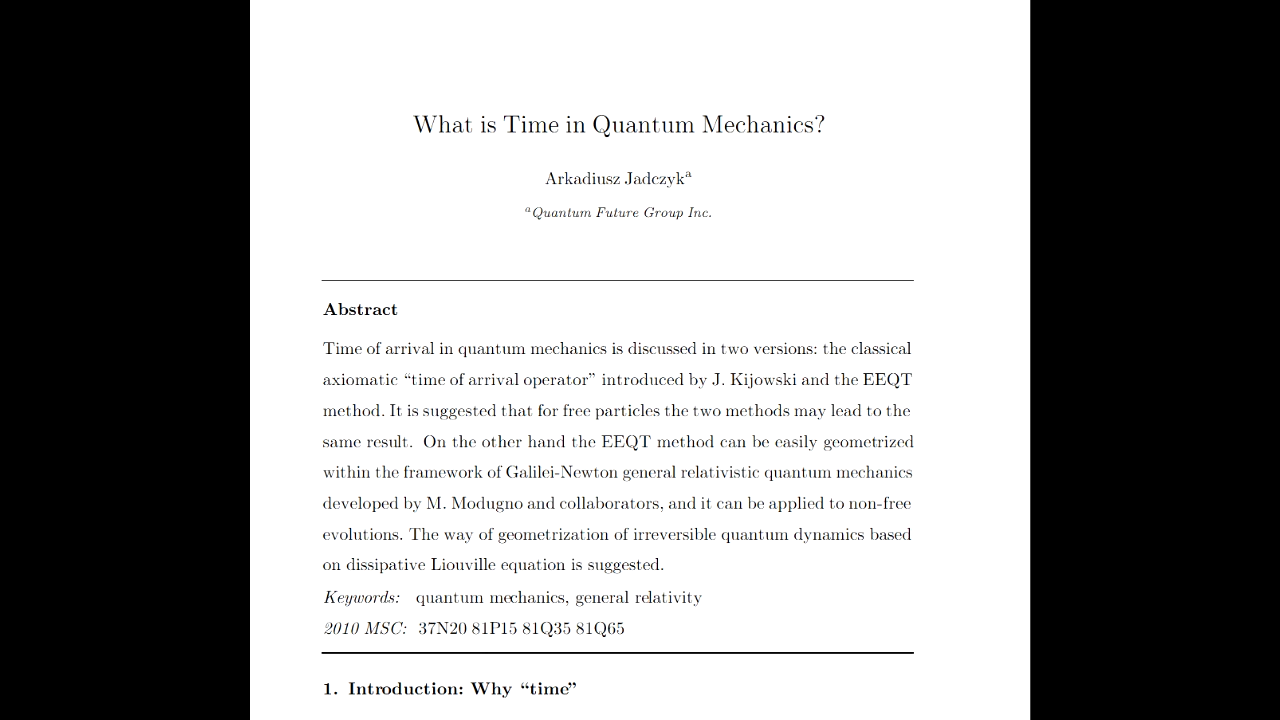 What is Time in Quantum Mechanics?
Arkadiusz Jadczyk^a
^a Quantum Future Group Inc.
Abstract
Time of arrival in quantum mechanics is discussed in two versions: the classical
axiomatic “time of arrival operator” introduced by J. Kijowski and the EEQT
method. It is suggested that for free particles the two methods may lead to the
same result. On the other hand the EEQT method can be easily geometrized
within the framework of Galilei-Newton general relativistic quantum mechanics
developed by M. Modugno and collaborators, and it can be applied to non-free
evolutions. The way of geometrization of irreversible quantum dynamics based
on dissipative Liouville equation is suggested.
Keywords: quantum mechanics, general relativity
2010 MSC: 37N20 81P15 81Q35 81Q65
1. Introduction: Why “time”